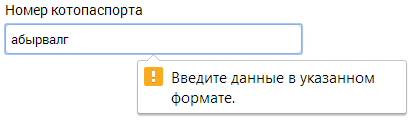 Номер котопаспорта
абырвалг
Введите данные в указанном
формате.